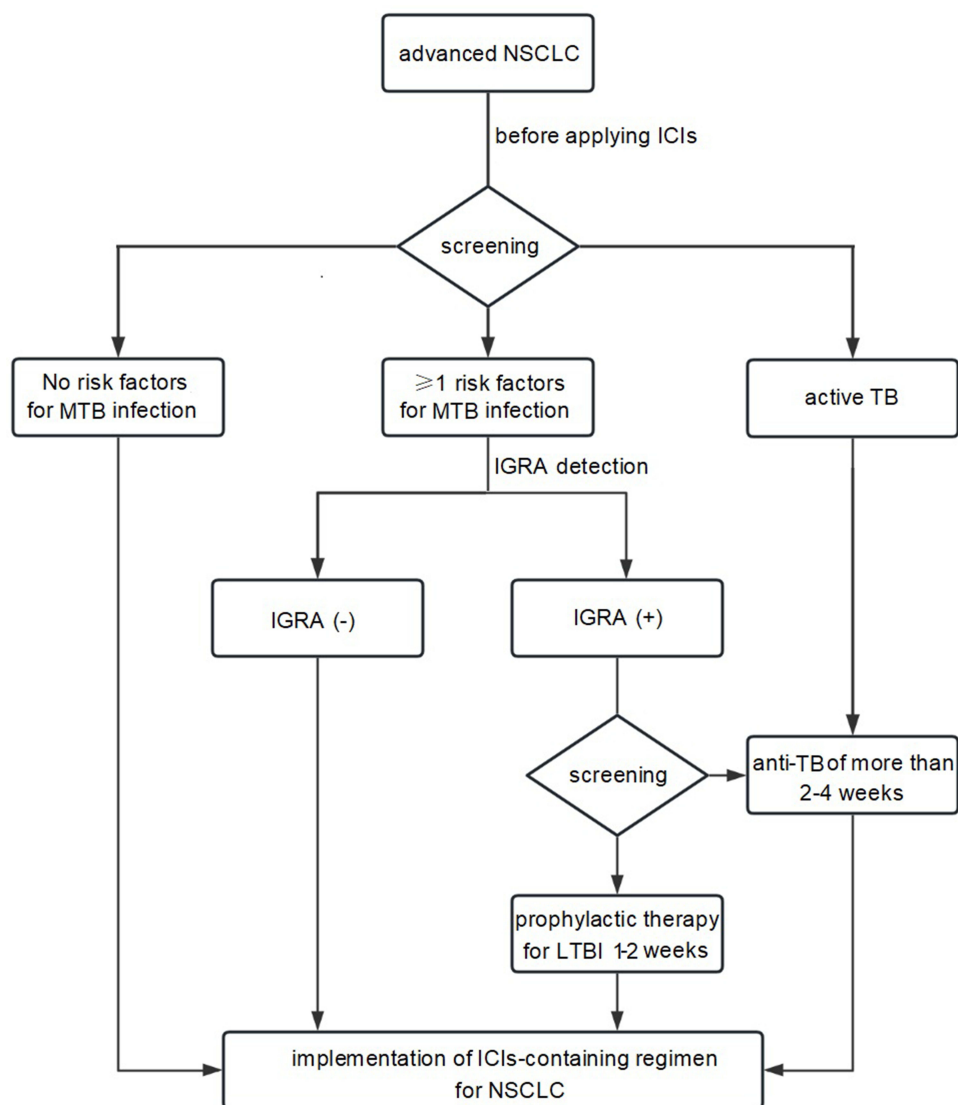 advanced NSCLC
before applying ICIs
screening
No risk factors
for MTB infection
≥1 risk factors
for MTB infection
active TB
IGRA detection
IGRA (-)
IGRA (+)
screening
anti-TB of more than
2-4 weeks
prophylactic therapy
for LTBI 1-2 weeks
implementation of ICIs-containing regimen
for NSCLC